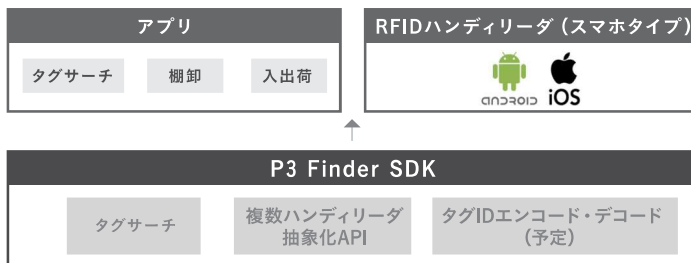 アプリ
タグサーチ
棚卸
入出荷
RFIDハンディリーダ（スマホタイプ）
ANDROID
iOS
P3 Finder SDK
タグサーチ
複数ハンディリーダ
抽象化API
タグIDエンコード・デコード
（予定）